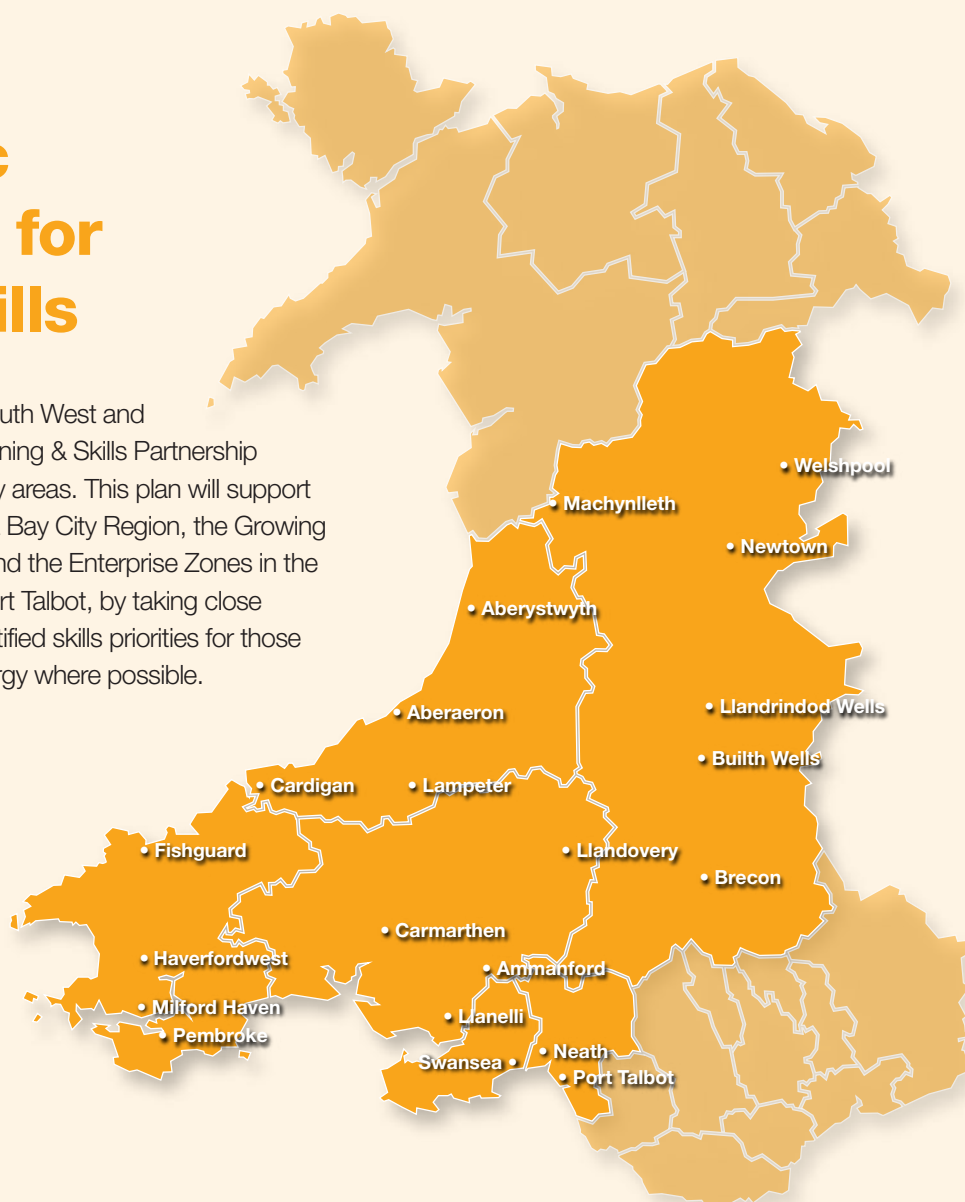 c
for
ills
uth West and
ning & Skills Partnership
y areas. This plan will support
Bay City Region, the Growing
nd the Enterprise Zones in the
rt Talbot, by taking close
tified skills priorities for those
rgy where possible.
• Welshpool
• Machynlleth
• Newtown
• Aberystwyth
• Llandrindod Wells
• Aberaeron
• Builth Wells
• Cardigan
• Lampeter
• Fishguard
• Llandovery
• Brecon
• Carmarthen
• Haverfordwest
• Ammanford
• Milford Haven
• Llanelli
• Pembroke
• Neath
Swansea •
• Port Talbot